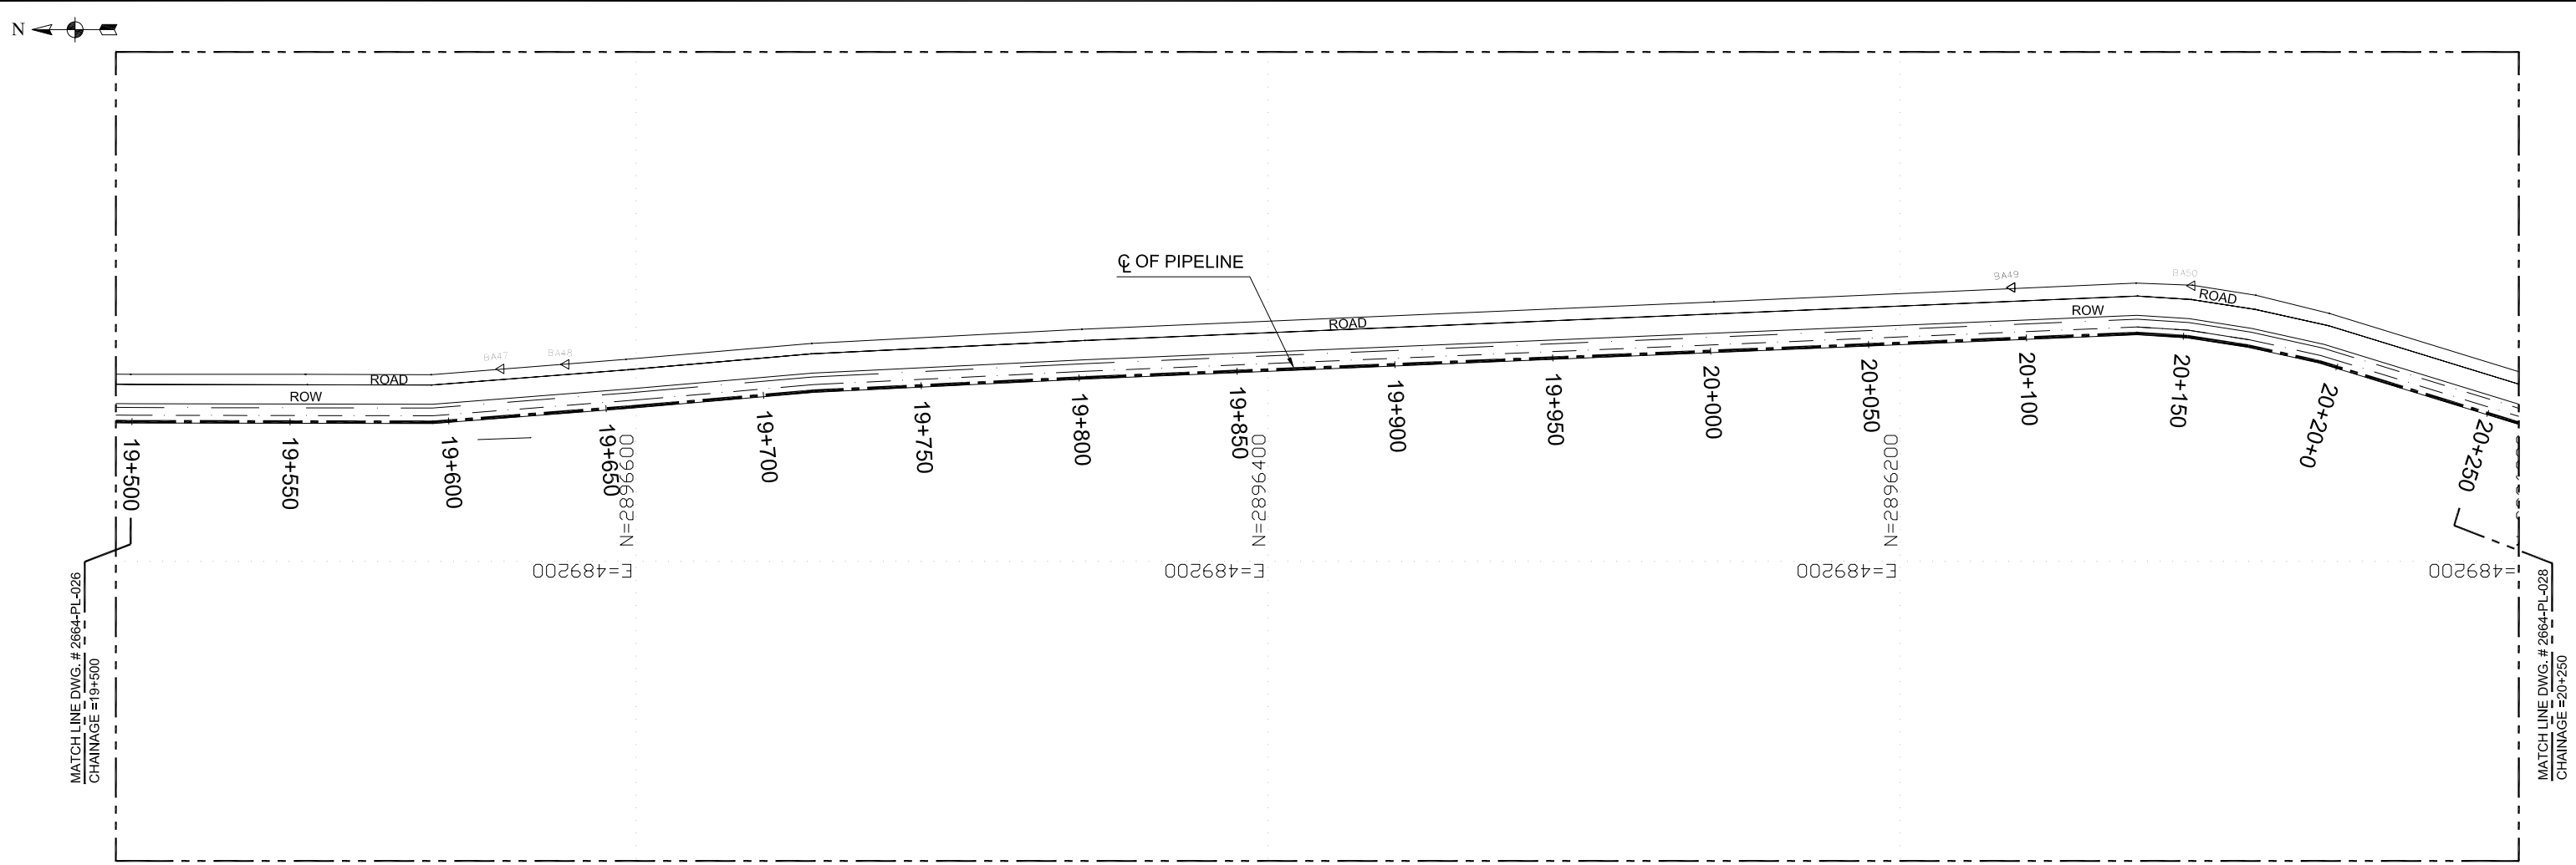 N
℄ OF PIPELINE
BA49
BA50
ROAD
ROW
ROAD
BA47
BA48
ROAD
ROW
19+500
19+550
19+600
19+650
19+700
19+750
19+800
19+850
19+900
19+950
20+000
20+050
20+100
20+150
20+20+0
20+250
N=2896600
N=2896400
N=2896200
E=489200
E=489200
E=489200
=489200
MATCH LINE DWG. # 2664-PL-026
CHAINAGE =19+500
MATCH LINE DWG. # 2664-PL-028
CHAINAGE =20+250